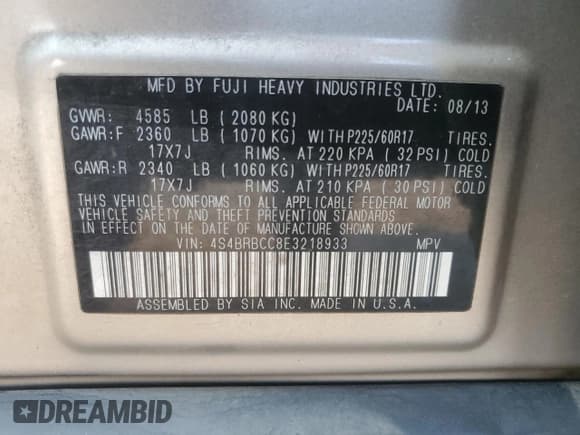 MFD BY FUJI HEAVY INDUSTRIES LTD.
DATE: 08/13
GVWR: 4585 LB (2080 KG)
GAWR:F 2360 LB (1070 KG) WITH P225/60R17 TIRES.
17X7J RIMS. AT 220 KPA (32 PSI) COLD
GAWR:R 2340 LB (1060 KG) WITH P225/60R17 TIRES.
17X7J RIMS. AT 210 KPA (30 PSI) COLD
THIS VEHICLE CONFORMS TO ALL APPLICABLE FEDERAL MOTOR
VEHICLE SAFETY AND THEFT PREVENTION STANDARDS
IN EFFECT ON THE DATE OF MANUFACTURE SHOWN ABOVE.
VIN: 4S4BRBCC8E3218933 MPV
ASSEMBLED BY SIA INC. MADE IN U.S.A.
DREAMBID